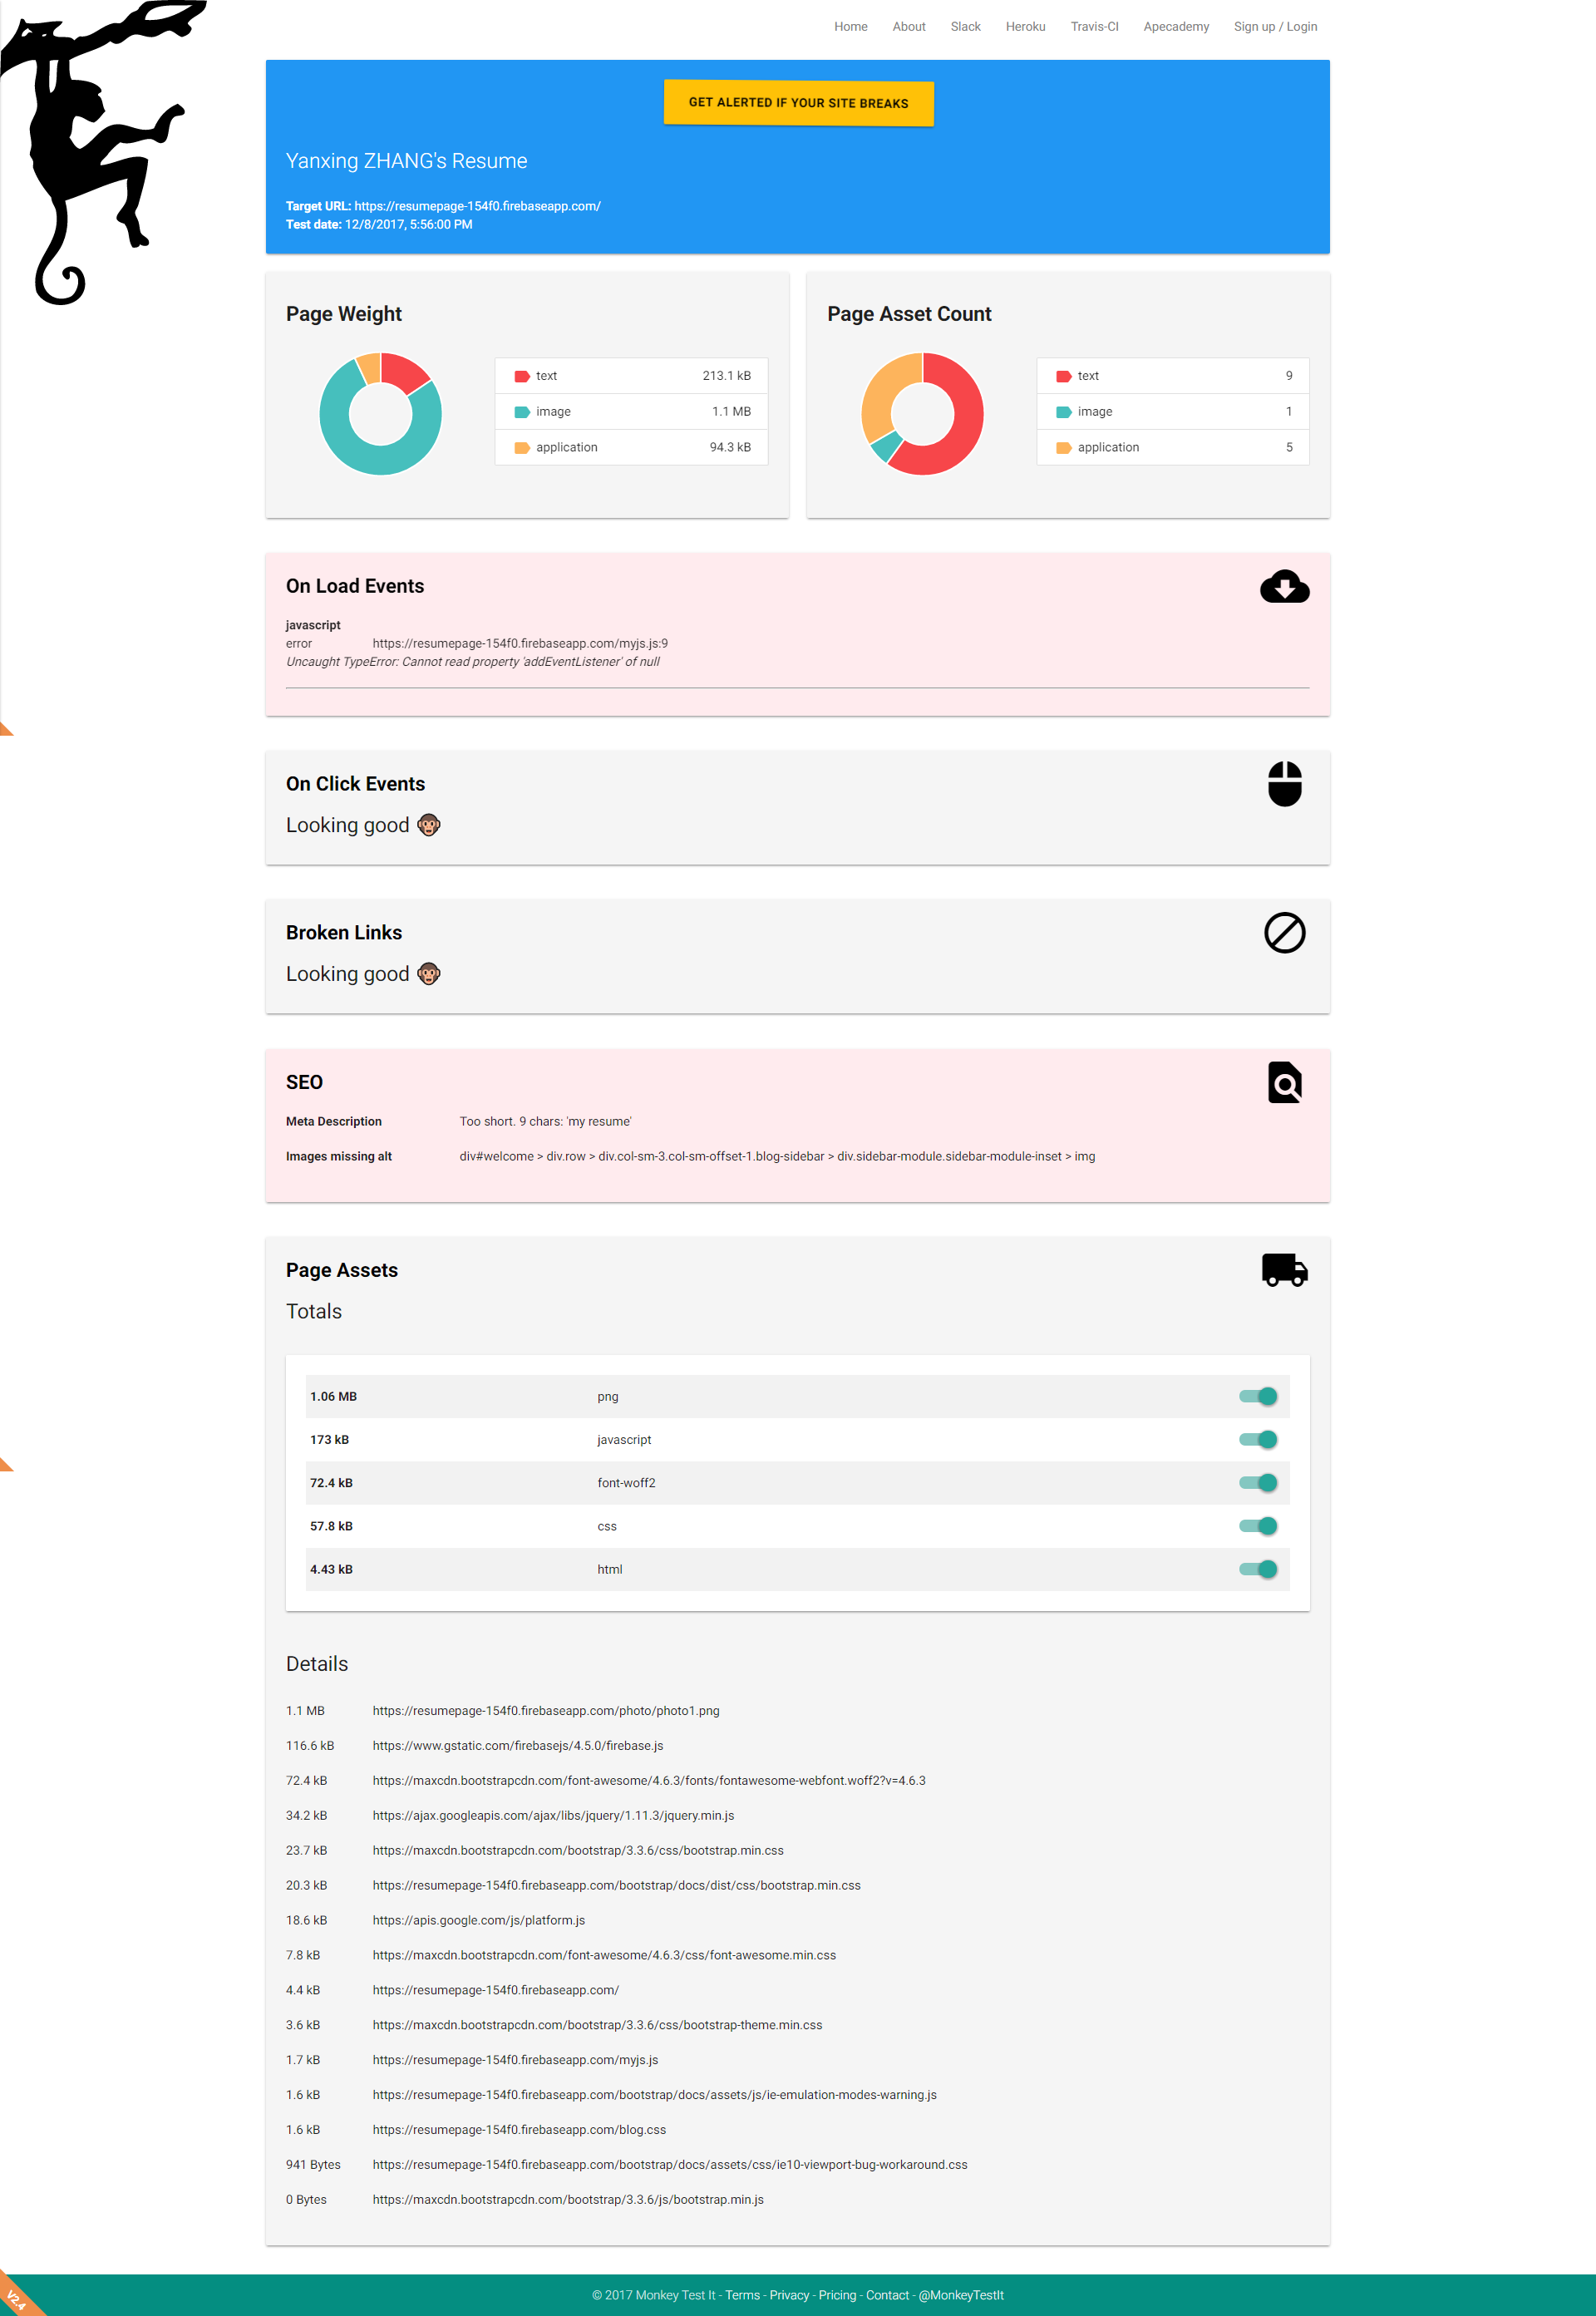 Home About Slack Heroku Travis-CI Apecademy Sign up / Login
GET ALERTED IF YOUR SITE BREAKS
Yanxing ZHANG's Resume
Target URL: https://resumepage-154f0.firebaseapp.com/
Test date: 12/8/2017, 5:56:00 PM
Page Weight
text 213.1 kB
image 1.1 MB
application 94.3 kB
Page Asset Count
text 9
image 1
application 5
On Load Events
javascript
error https://resumepage-154f0.firebaseapp.com/myjs.js:9
Uncaught TypeError: Cannot read property 'addEventListener' of null
On Click Events
Looking good
Broken Links
Looking good
SEO
Meta Description Too short. 9 chars: 'my resume'
Images missing alt div#welcome > div.row > div.col-sm-3.col-sm-offset-1.blog-sidebar > div.sidebar-module.sidebar-module-inset > img
Page Assets
Totals
1.06 MB png
173 kB javascript
72.4 kB font-woff2
57.8 kB css
4.43 kB html
Details
1.1 MB https://resumepage-154f0.firebaseapp.com/photo/photo1.png
116.6 kB https://www.gstatic.com/firebasejs/4.5.0/firebase.js
72.4 kB https://maxcdn.bootstrapcdn.com/font-awesome/4.6.3/fonts/fontawesome-webfont.woff2?v=4.6.3
34.2 kB https://ajax.googleapis.com/ajax/libs/jquery/1.11.3/jquery.min.js
23.7 kB https://maxcdn.bootstrapcdn.com/bootstrap/3.3.6/css/bootstrap.min.css
20.3 kB https://resumepage-154f0.firebaseapp.com/bootstrap/docs/dist/css/bootstrap.min.css
18.6 kB https://apis.google.com/js/platform.js
7.8 kB https://maxcdn.bootstrapcdn.com/font-awesome/4.6.3/css/font-awesome.min.css
4.4 kB https://resumepage-154f0.firebaseapp.com/
3.6 kB https://maxcdn.bootstrapcdn.com/bootstrap/3.3.6/css/bootstrap-theme.min.css
1.7 kB https://resumepage-154f0.firebaseapp.com/myjs.js
1.6 kB https://resumepage-154f0.firebaseapp.com/bootstrap/docs/assets/js/ie-emulation-modes-warning.js
1.6 kB https://resumepage-154f0.firebaseapp.com/blog.css
941 Bytes https://resumepage-154f0.firebaseapp.com/bootstrap/docs/assets/css/ie10-viewport-bug-workaround.css
0 Bytes https://maxcdn.bootstrapcdn.com/bootstrap/3.3.6/js/bootstrap.min.js
© 2017 Monkey Test It - Terms - Privacy - Pricing - Contact - @MonkeyTestIt
V2.4